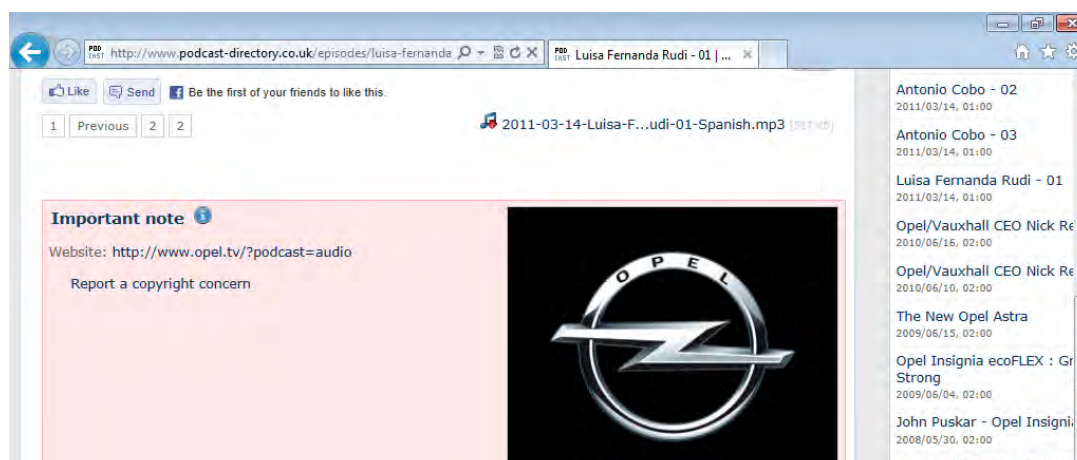 POD CAST http://www.podcast-directory.co.uk/episodes/luisa-fernanda
POD CAST Luisa Fernanda Rudi - 01 | ...
Like Send Be the first of your friends to like this.
1 Previous 2 2
2011-03-14-Luisa-F...udi-01-Spanish.mp3
Important note
Website: http://www.opel.tv/?podcast=audio
Report a copyright concern
OPEL
Antonio Cobo - 02
2011/03/14, 01:00
Antonio Cobo - 03
2011/03/14, 01:00
Luisa Fernanda Rudi - 01
2011/03/14, 01:00
Opel/Vauxhall CEO Nick Re
2010/06/16, 02:00
Opel/Vauxhall CEO Nick Re
2010/06/10, 02:00
The New Opel Astra
2009/06/15, 02:00
Opel Insignia ecoFLEX : Gr
Strong
2009/06/04, 02:00
John Puskar - Opel Insigni
2008/05/30, 02:00